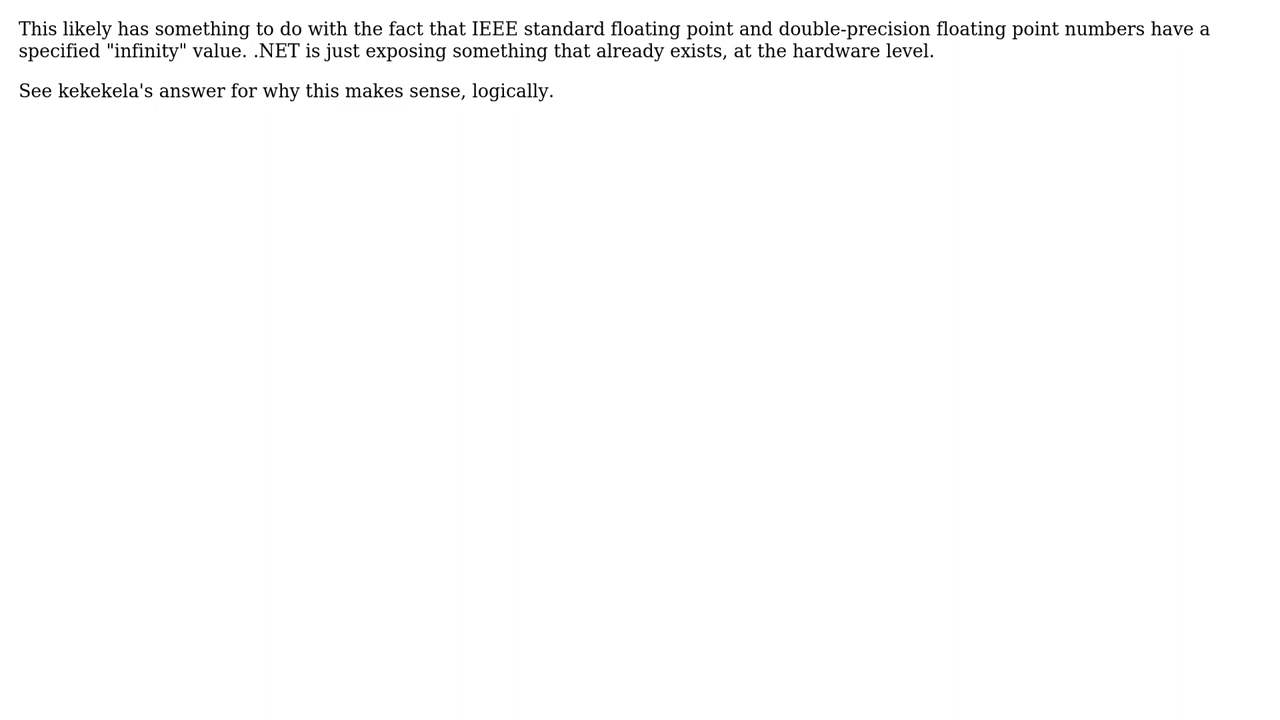 This likely has something to do with the fact that IEEE standard floating point and double-precision floating point numbers have a
specified "infinity" value. .NET is just exposing something that already exists, at the hardware level.
See kekekela's answer for why this makes sense, logically.